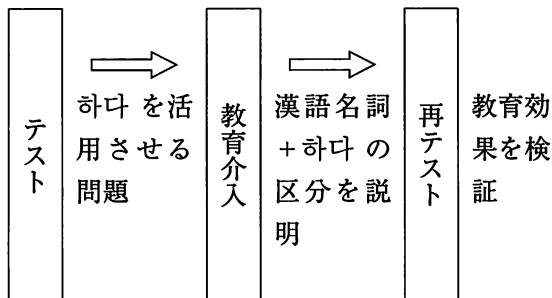 テスト
하다 を活
用させる
問題
教育介入
漢語名詞
+하다 の
区分を説
明
再テスト
教育効
果を検
証